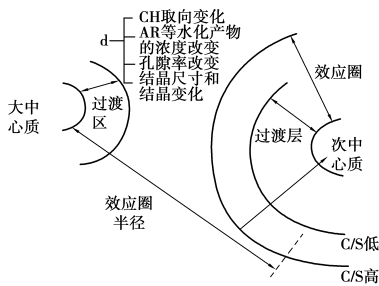 CH取向变化
AR等水化产物
的浓度改变
孔隙率改变
结晶尺寸和
结晶变化
d
大中
心质
过渡
区
效应圈
半径
效应圈
过渡层
次中
心质
C/S低
C/S高